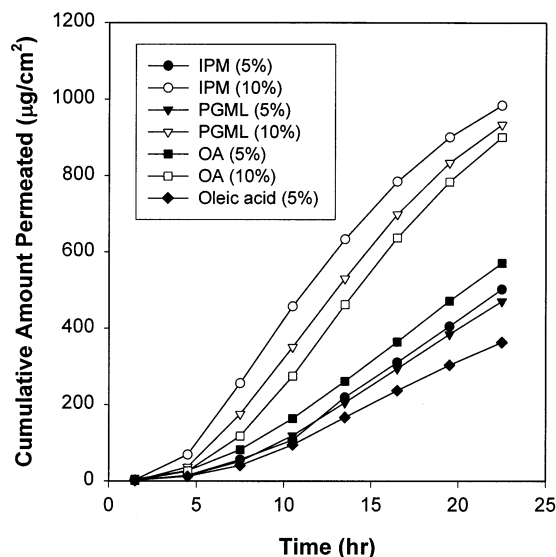 Cumulative Amount Permeated (µg/cm²)
1200
1000
800
600
400
200
0
IPM (5%)
IPM (10%)
PGML (5%)
PGML (10%)
OA (5%)
OA (10%)
Oleic acid (5%)
0 5 10 15 20 25
Time (hr)